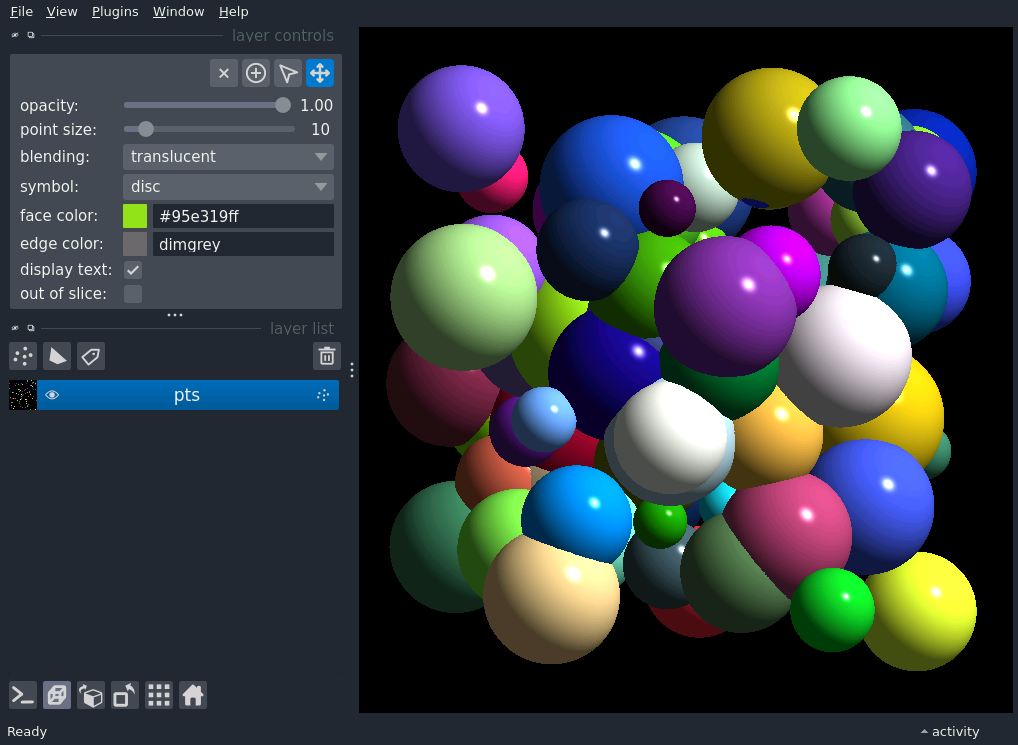 File View Plugins Window Help
layer controls
opacity: 1.00
point size: 10
blending: translucent
symbol: disc
face color: #95e319ff
edge color: dimgrey
display text:
out of slice:
layer list
pts
Ready activity